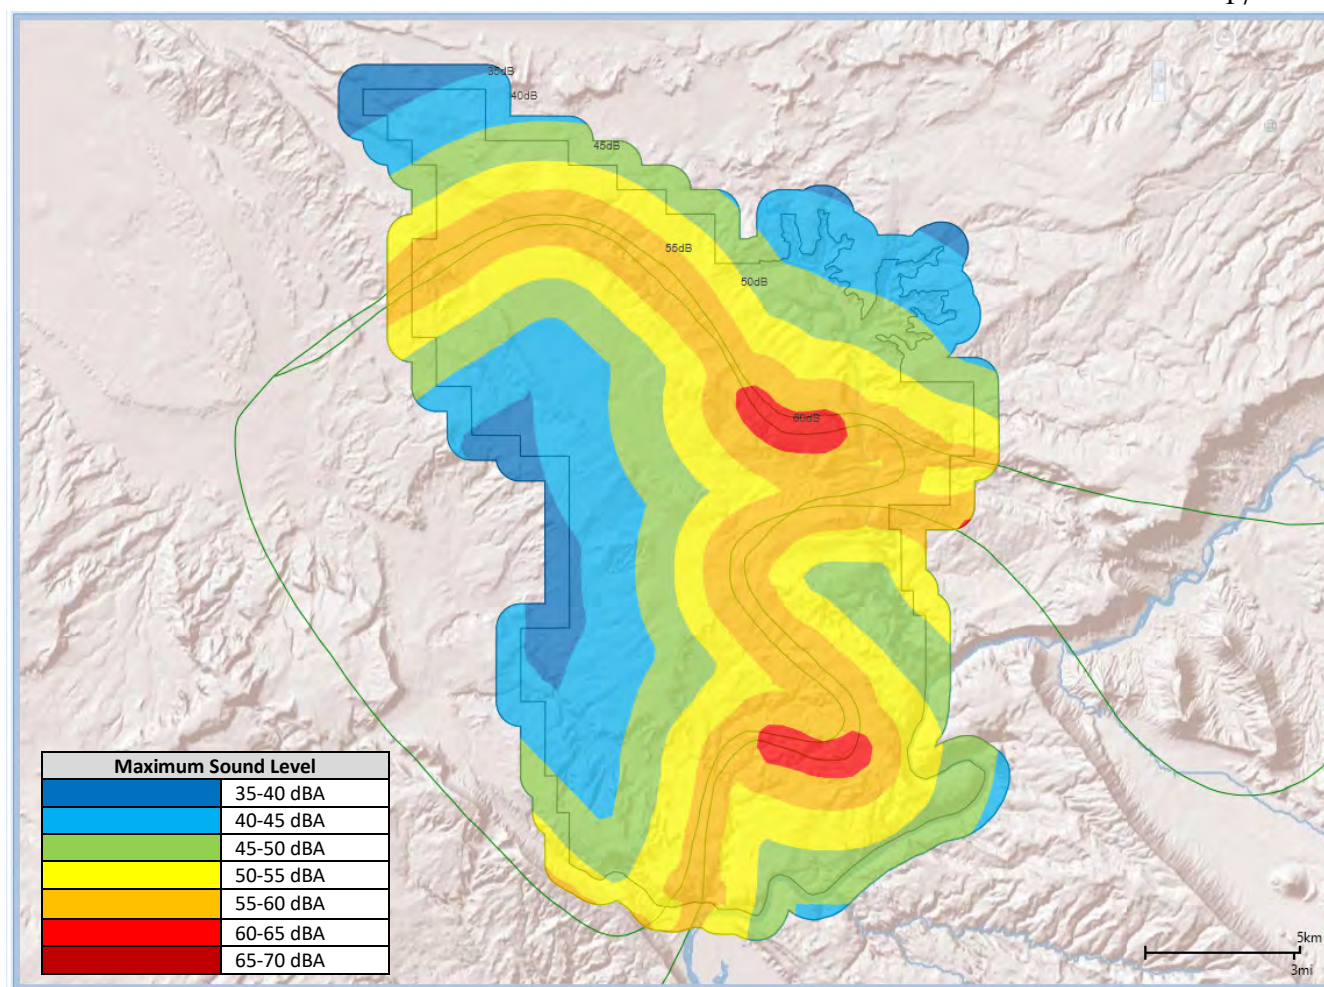 35dB
40dB
45dB
55dB
50dB
60dB
Maximum Sound Level
35-40 dBA
40-45 dBA
45-50 dBA
50-55 dBA
55-60 dBA
60-65 dBA
65-70 dBA
5km
3mi